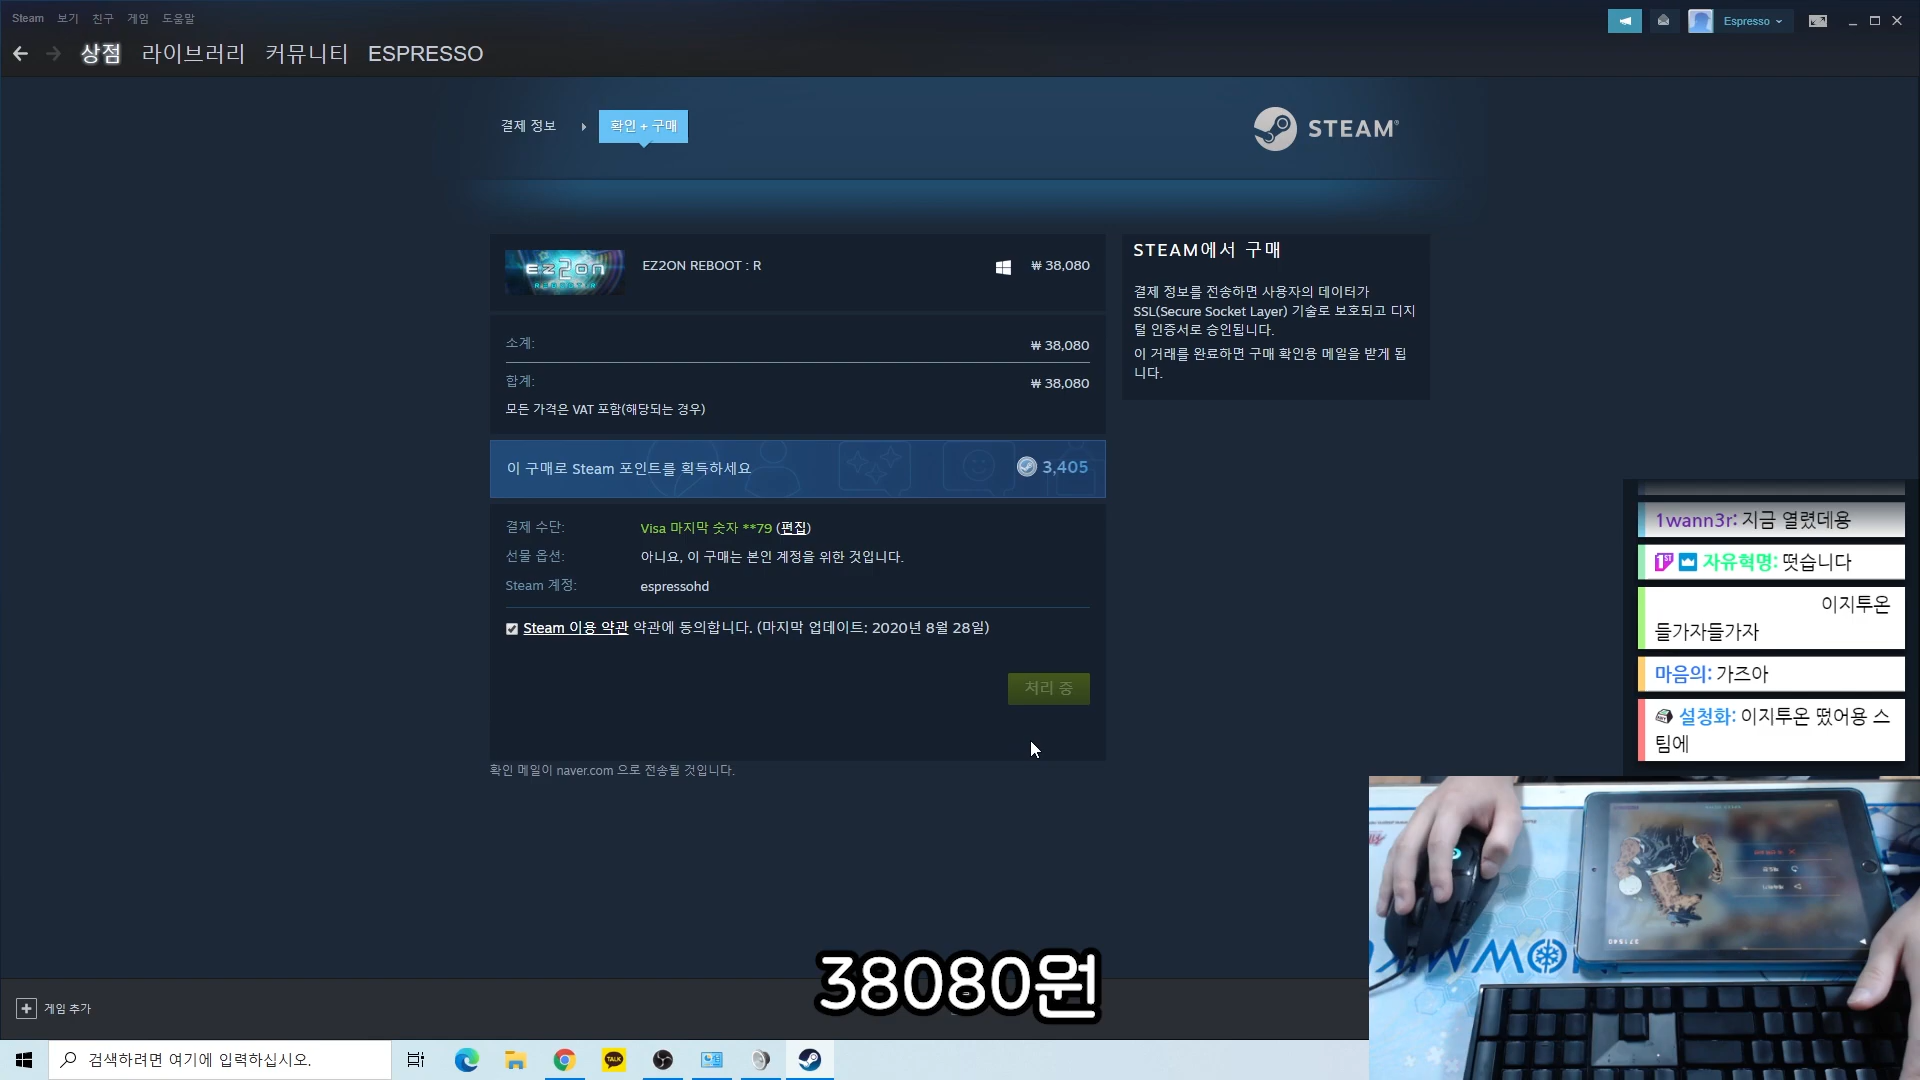 Steam 보기 친구 게임 도움말
Espresso
상점 라이브러리 커뮤니티 ESPRESSO
결제 정보
확인 + 구매
STEAM
EZ2ON
REBOOT : R
EZ2ON REBOOT : R
₩ 38,080
소계:
₩ 38,080
합계:
₩ 38,080
모든 가격은 VAT 포함(해당되는 경우)
이 구매로 Steam 포인트를 획득하세요
3,405
결제 수단:
Visa 마지막 숫자 **79 (편집)
선물 옵션:
아니요, 이 구매는 본인 계정을 위한 것입니다.
Steam 계정:
espressohd
Steam 이용 약관 약관에 동의합니다. (마지막 업데이트: 2020년 8월 28일)
처리 중
확인 메일이 naver.com 으로 전송될 것입니다.
STEAM에서 구매
결제 정보를 전송하면 사용자의 데이터가
SSL(Secure Socket Layer) 기술로 보호되고 디지
털 인증서로 승인됩니다.
이 거래를 완료하면 구매 확인용 메일을 받게 됩
니다.
1wann3r: 지금 열렸데용
자유혁명: 떳습니다
이지투온
들가자들가자
마음의: 가즈아
설청화: 이지투온 떴어용 스
팀에
38080원
게임 추가
검색하려면 여기에 입력하십시오.
TALK